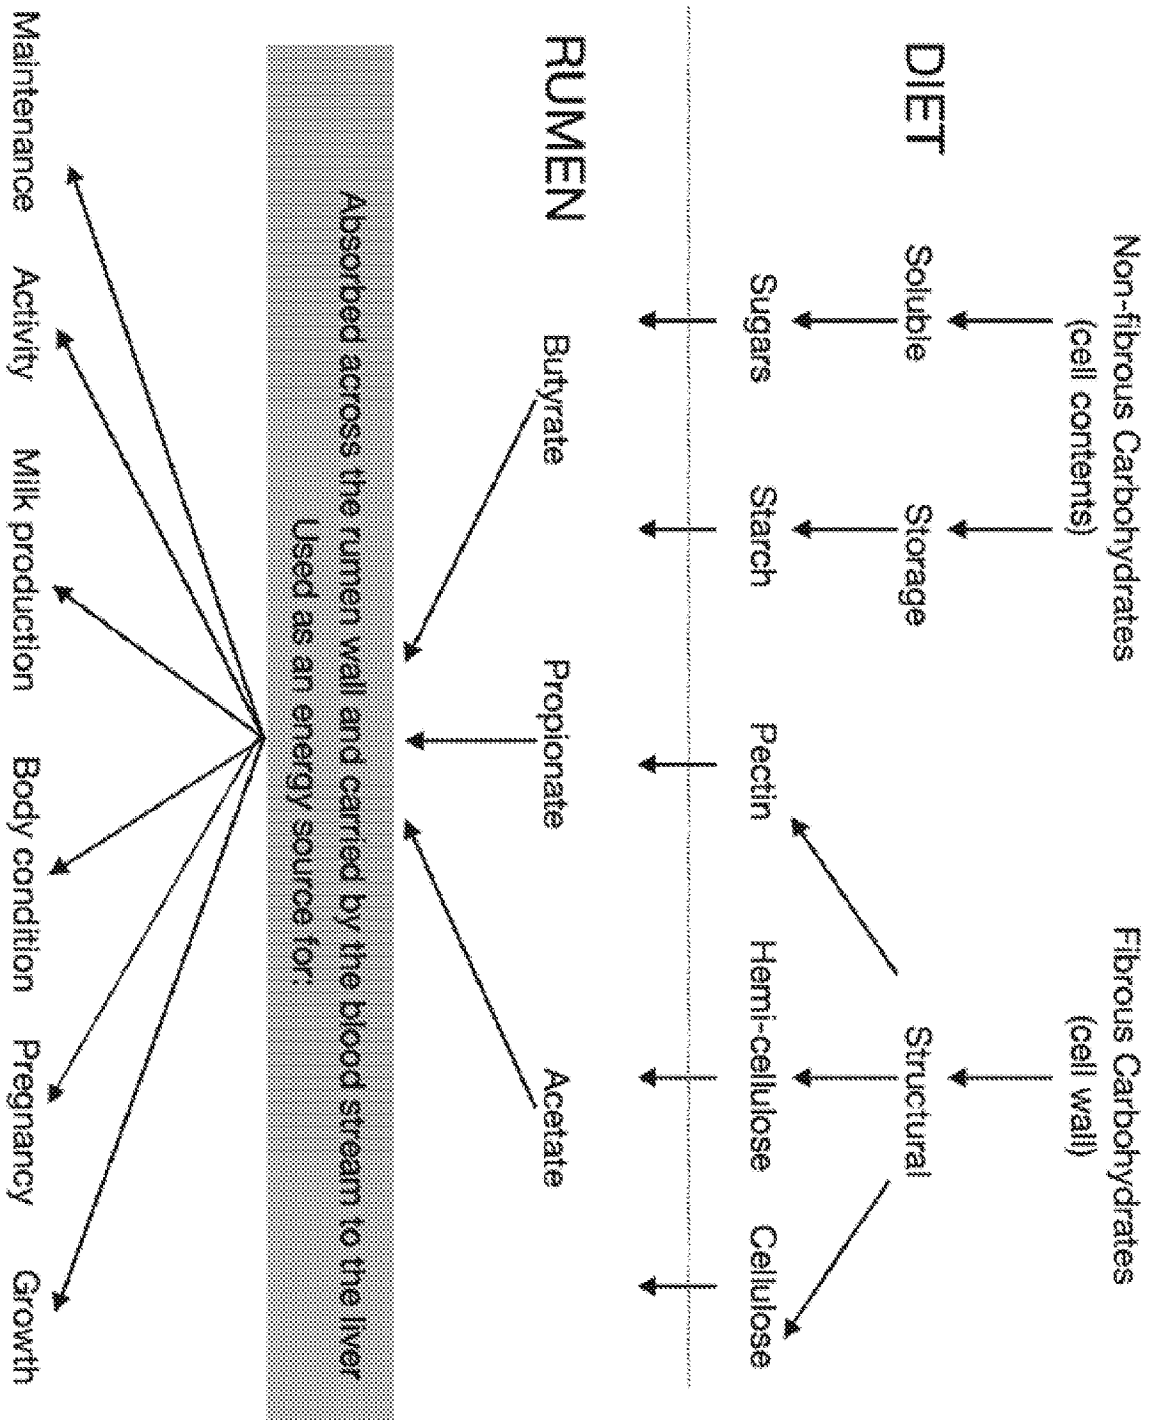 Non-fibrous Carbohydrates
(cell contents)
Fibrous Carbohydrates
(cell wall)
DIET
Soluble
Storage
Structural
Sugars
Starch
Pectin
Hemi-cellulose
Cellulose
RUMEN
Butyrate
Propionate
Acetate
Absorbed across the rumen wall and carried by the blood stream to the liver
Used as an energy source for:
Maintenance
Activity
Milk production
Body condition
Pregnancy
Growth